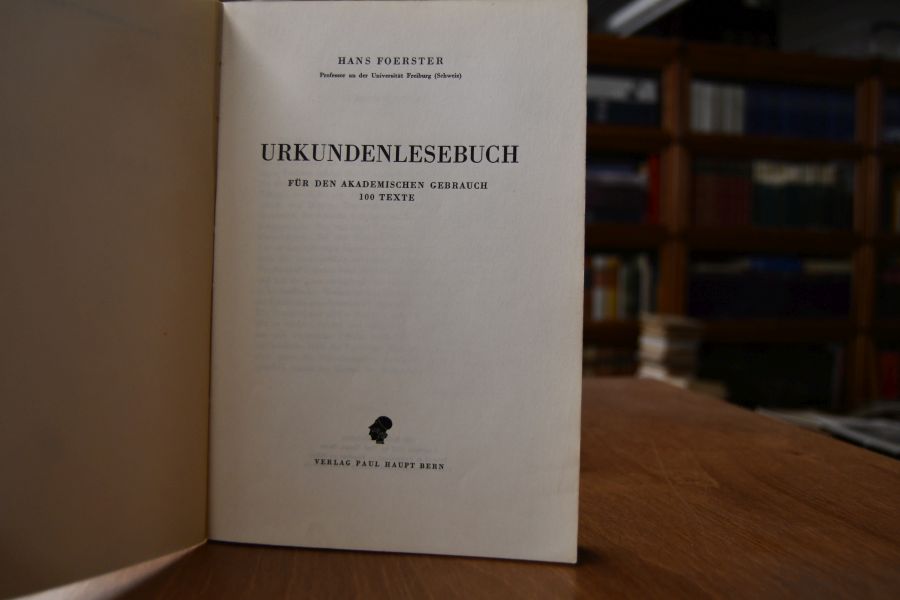 HANS FOERSTER
Professor an der Universität Freiburg (Schweiz)
URKUNDENLESEBUCH
FÜR DEN AKADEMISCHEN GEBRAUCH
100 TEXTE
VERLAG PAUL HAUPT BERN